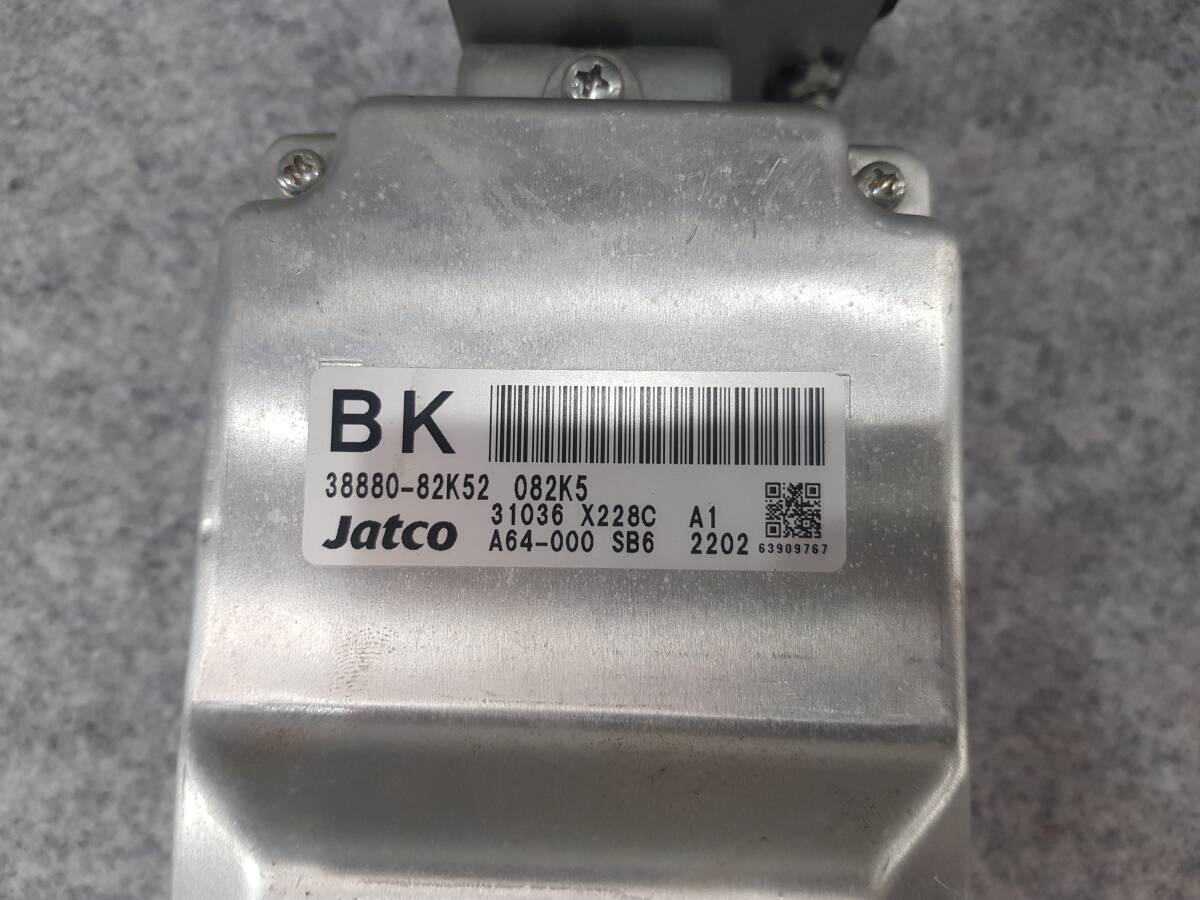 BK
38880-82K52 082K5
Jatco 31036 X228C A1
A64-000 SB6 2202 63909767